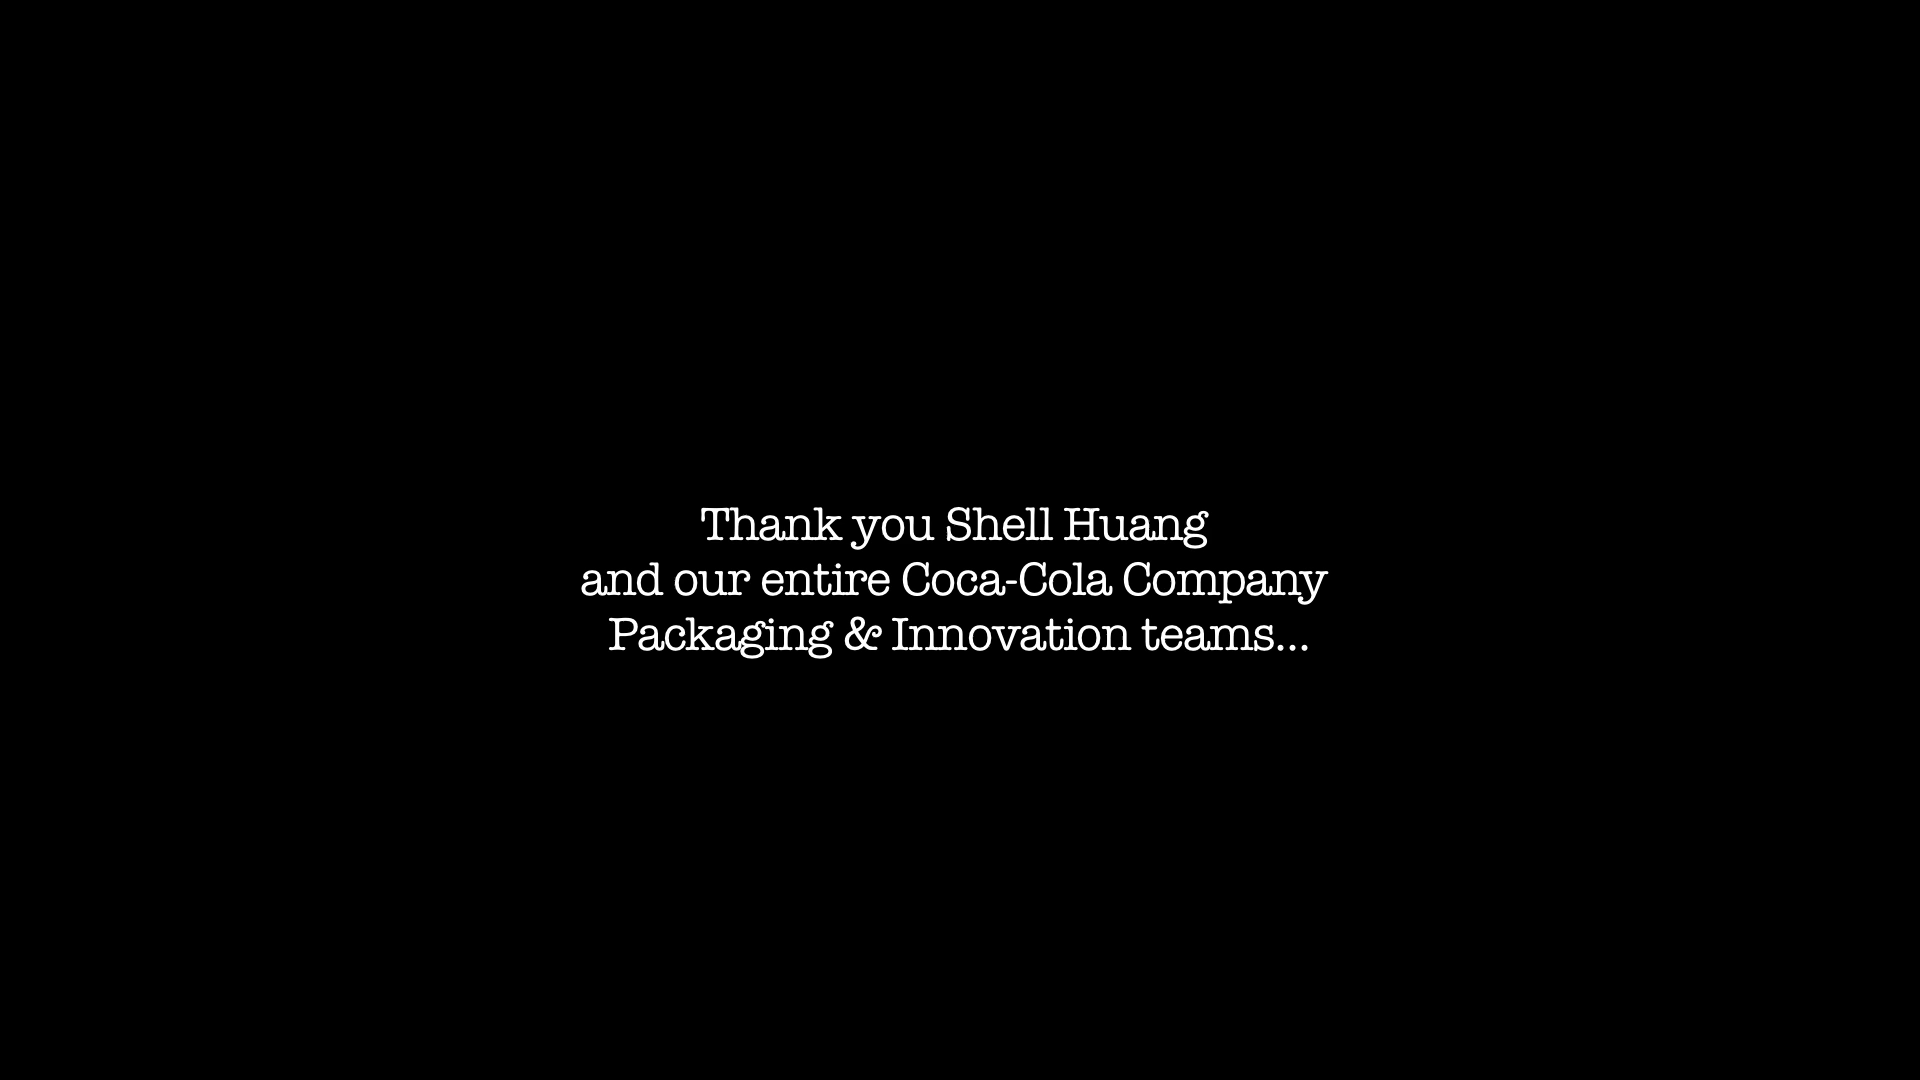 Thank you Shell Huang
and our entire Coca-Cola Company
Packaging & Innovation teams...